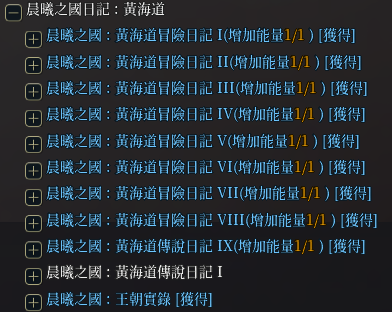 晨曦之國日記 : 黃海道
晨曦之國 : 黃海道冒險日記 I(增加能量1/1 ) [獲得]
晨曦之國 : 黃海道冒險日記 II(增加能量1/1 ) [獲得]
晨曦之國 : 黃海道冒險日記 III(增加能量1/1 ) [獲得]
晨曦之國 : 黃海道冒險日記 IV(增加能量1/1 ) [獲得]
晨曦之國 : 黃海道冒險日記 V(增加能量1/1 ) [獲得]
晨曦之國 : 黃海道冒險日記 VI(增加能量1/1 ) [獲得]
晨曦之國 : 黃海道冒險日記 VII(增加能量1/1 ) [獲得]
晨曦之國 : 黃海道冒險日記 VIII(增加能量1/1 ) [獲得]
晨曦之國 : 黃海道傳說日記 IX(增加能量1/1 ) [獲得]
晨曦之國 : 黃海道傳說日記 I
晨曦之國 : 王朝實錄 [獲得]